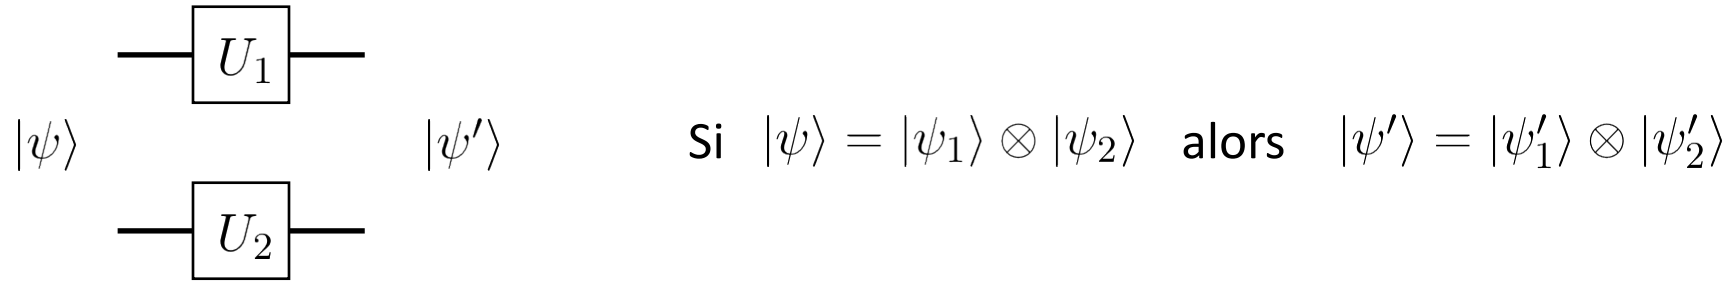 U₁
|ψ⟩
|ψ′⟩
Si |ψ⟩ = |ψ₁⟩ ⊗ |ψ₂⟩ alors |ψ′⟩ = |ψ′₁⟩ ⊗ |ψ′₂⟩
U₂